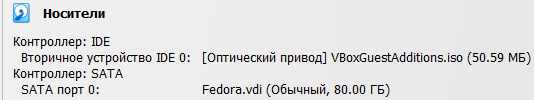 Носители
Контроллер: IDE
Вторичное устройство IDE 0: [Оптический привод] VBoxGuestAdditions.iso (50.59 МБ)
Контроллер: SATA
SATA порт 0: Fedora.vdi (Обычный, 80.00 ГБ)